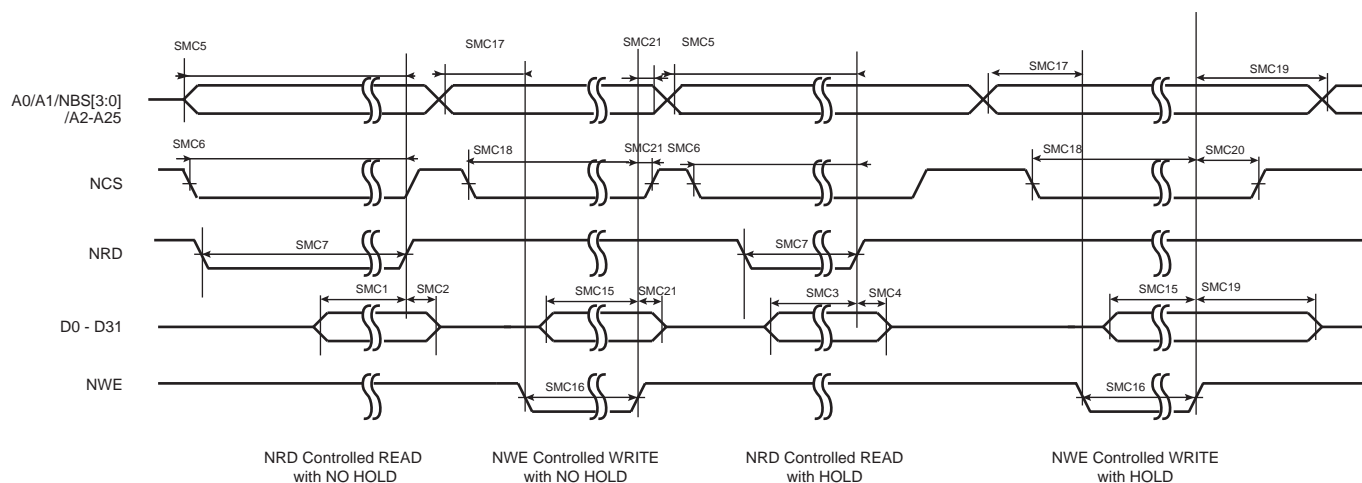 SMC5
SMC17
SMC21
SMC5
SMC17
SMC19
A0/A1/NBS[3:0]
/A2-A25
SMC6
SMC18
SMC21
SMC6
SMC18
SMC20
NCS
SMC7
SMC7
NRD
SMC1
SMC2
SMC15
SMC21
SMC3
SMC4
SMC15
SMC19
D0 - D31
NWE
SMC16
SMC16
NRD Controlled READ
with NO HOLD
NWE Controlled WRITE
with NO HOLD
NRD Controlled READ
with HOLD
NWE Controlled WRITE
with HOLD